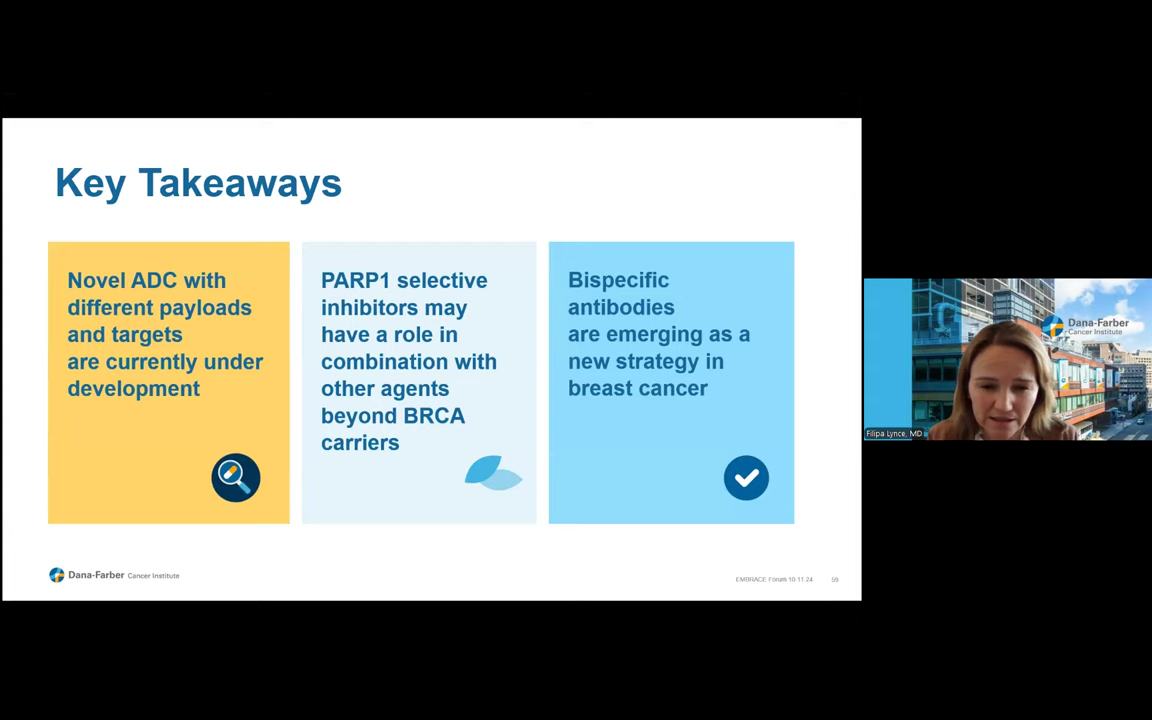 Key Takeaways
Novel ADC with
different payloads
and targets
are currently under
development
PARP1 selective
inhibitors may
have a role in
combination with
other agents
beyond BRCA
carriers
Bispecific
antibodies
are emerging as a
new strategy in
breast cancer
Dana-Farber Cancer Institute
EMBRACE Forum 10-11-24 59
Dana-Farber
Cancer Institute
Filipa Lynce, MD